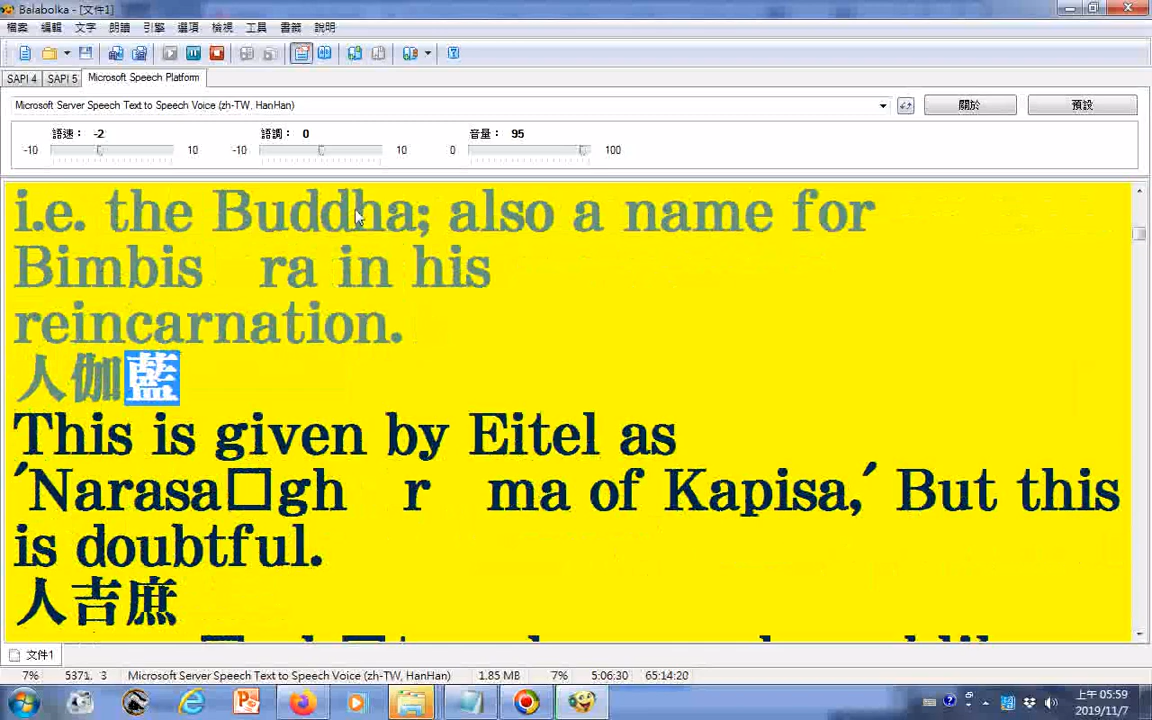 Balabolka - [文件1]
檔案 編輯 文字 朗讀 引擎 選項 檢視 工具 書籤 說明
SAPI 4 SAPI 5 Microsoft Speech Platform
Microsoft Server Speech Text to Speech Voice (zh-TW, HanHan) 關於 預設
語速： -2 語調： 0 音量： 95
-10 10 -10 10 0 100
i.e. the Buddha; also a name for
Bimbis ra in his
reincarnation.
人伽藍
This is given by Eitel as
'Narasa□gh r ma of Kapisa,' But this
is doubtful.
人吉庶
文件1
7% 5371, 3 Microsoft Server Speech Text to Speech Voice (zh-TW, HanHan) 1.85 MB 7% 5:06:30 65:14:20
上午 05:59
2019/11/7